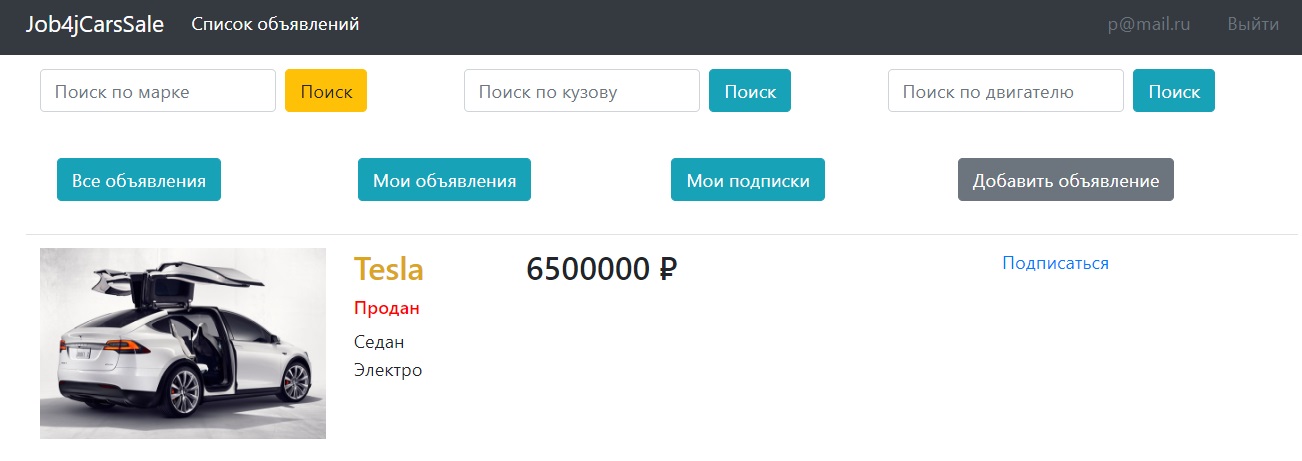 Job4jCarsSale Список объявлений p@mail.ru Выйти
Поиск по марке Поиск Поиск по кузову Поиск Поиск по двигателю Поиск
Все объявления Мои объявления Мои подписки Добавить объявление
Tesla 6500000 ₽ Подписаться
Продан
Седан
Электро